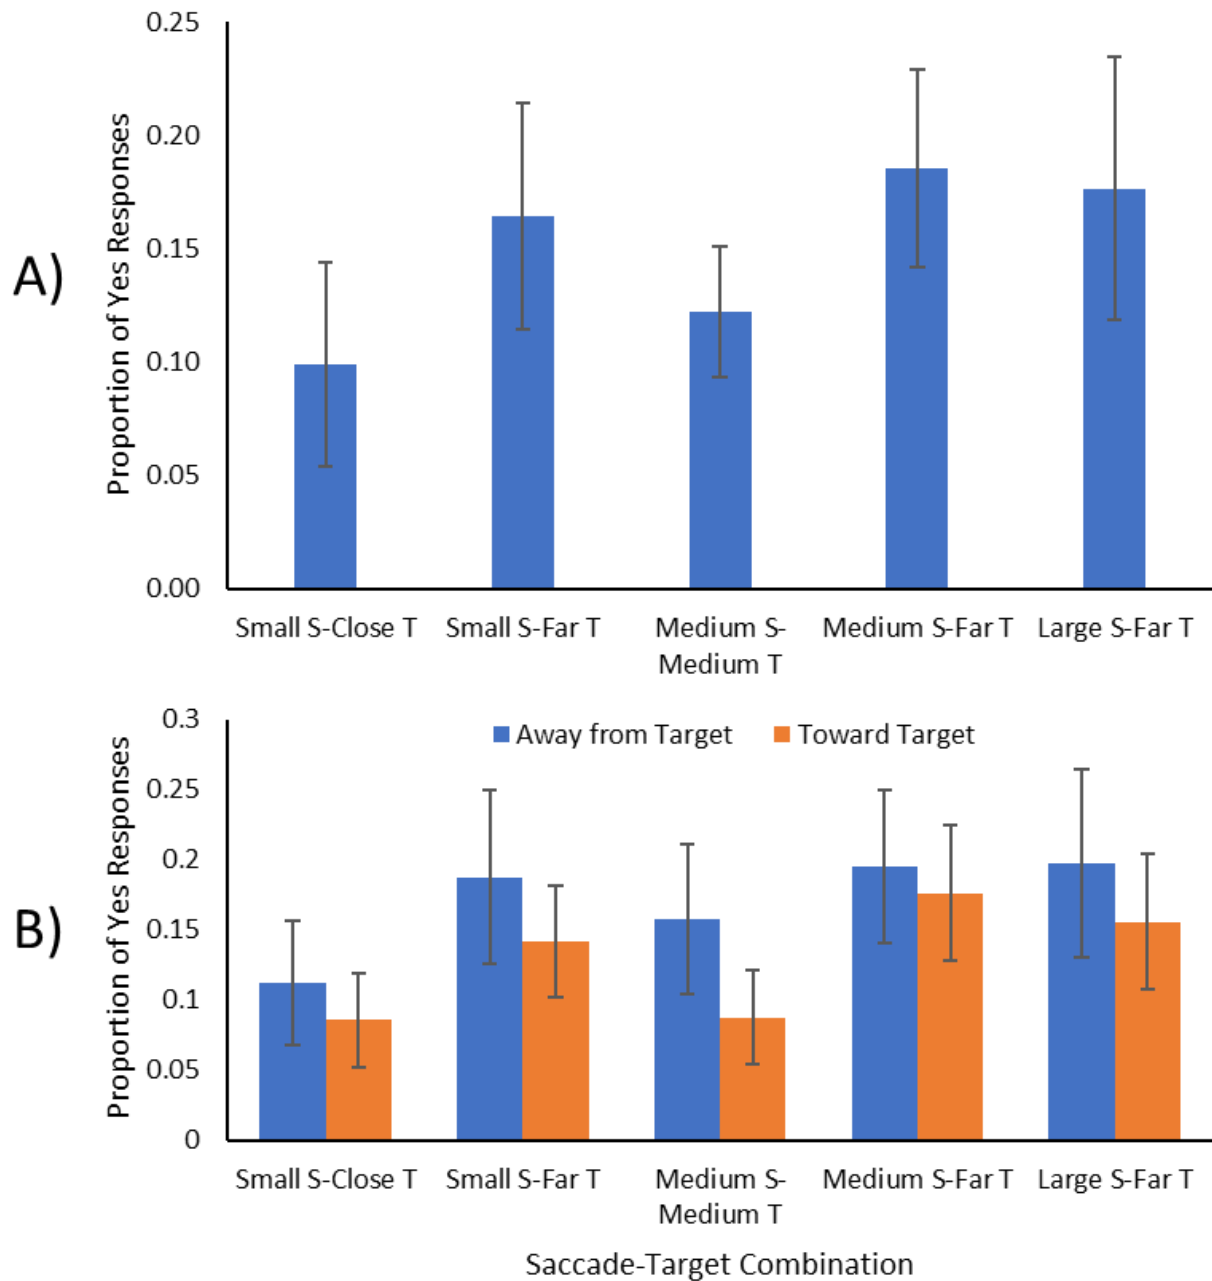 A)
Proportion of Yes Responses
0.25
0.20
0.15
0.10
0.05
0.00
Small S-Close T
Small S-Far T
Medium S-
Medium T
Medium S-Far T
Large S-Far T
B)
Proportion of Yes Responses
Away from Target
Toward Target
0.3
0.25
0.2
0.15
0.1
0.05
0
Small S-Close T
Small S-Far T
Medium S-
Medium T
Medium S-Far T
Large S-Far T
Saccade-Target Combination